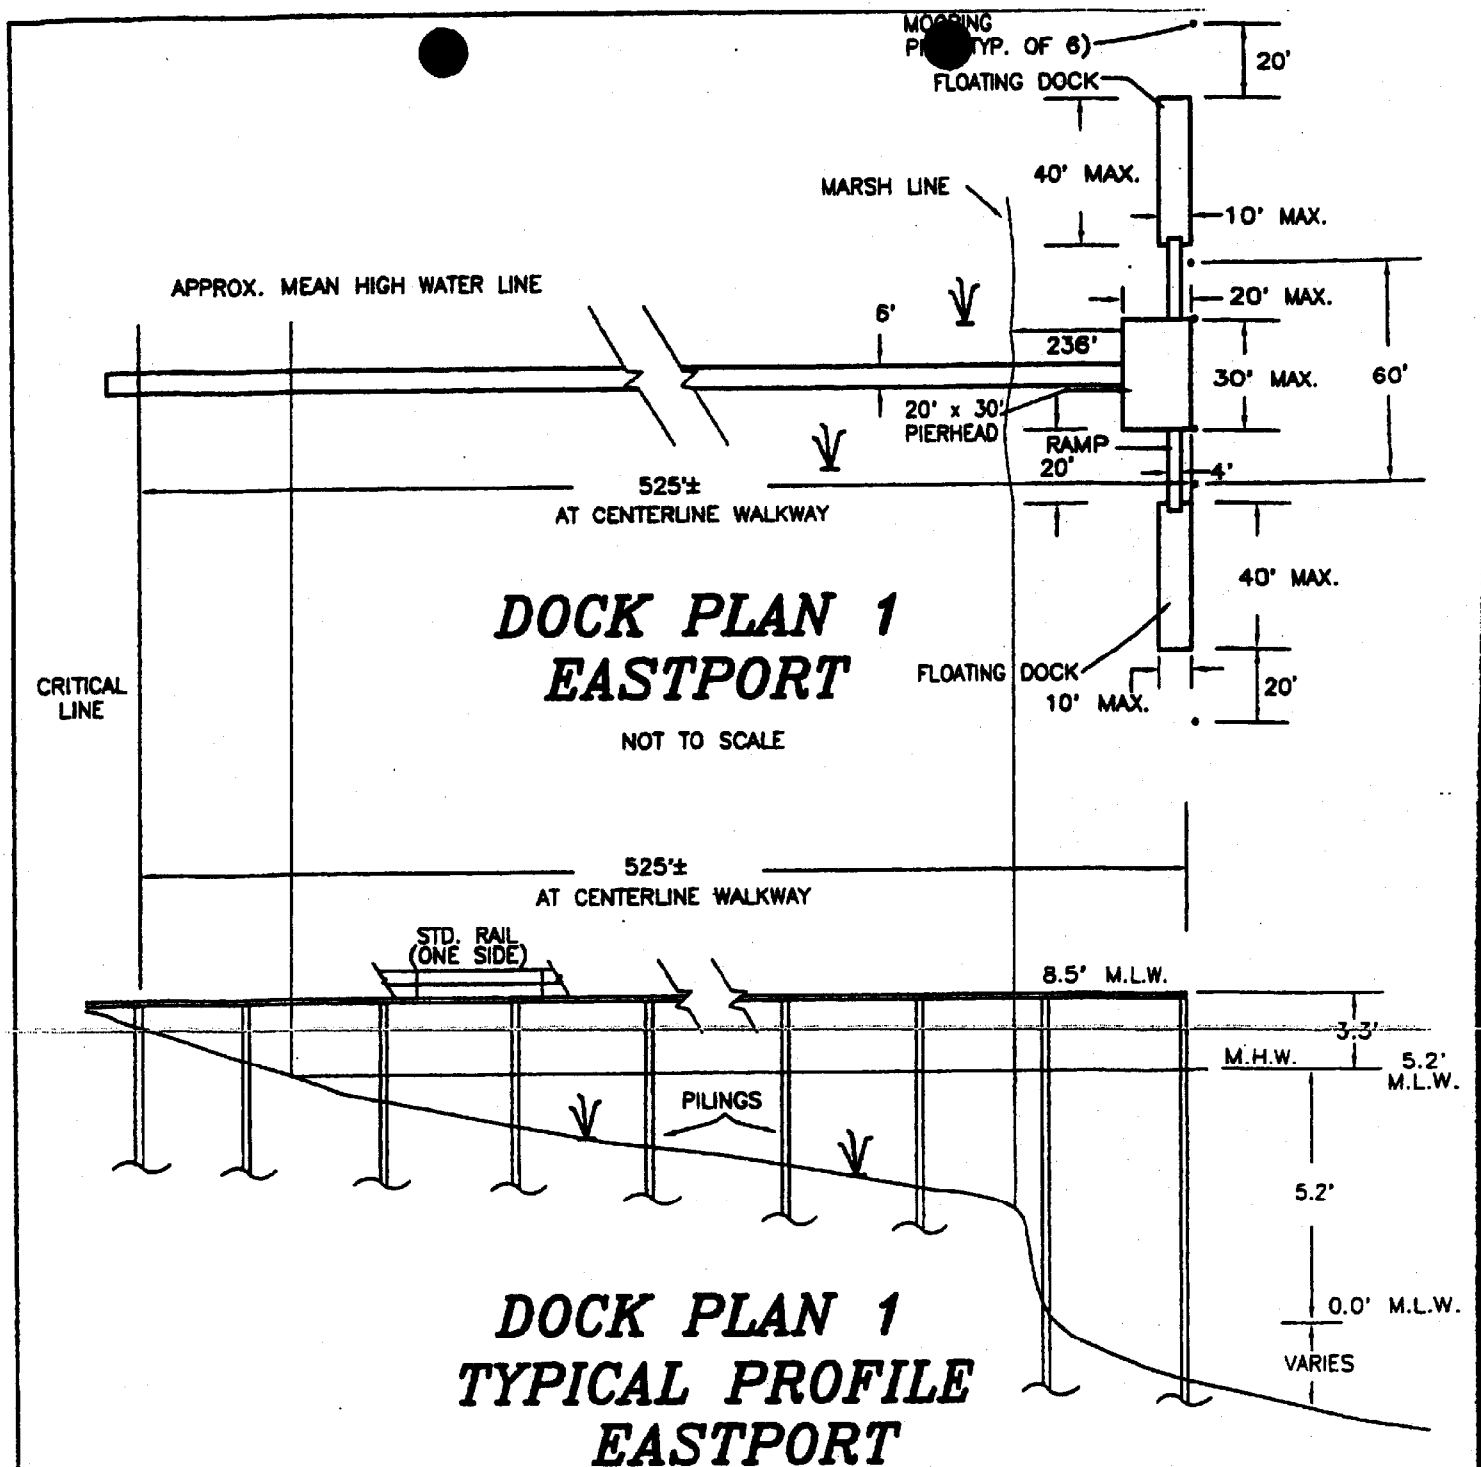 MOORING
TYP. OF 6)
20'
FLOATING DOCK
40' MAX.
MARSH LINE
10' MAX.
APPROX. MEAN HIGH WATER LINE
20' MAX.
6'
236'
30' MAX.
60'
20' x 30'
PIERHEAD
RAMP
20'
4'
525'±
AT CENTERLINE WALKWAY
40' MAX.
DOCK PLAN 1
EASTPORT
FLOATING DOCK
10' MAX.
20'
CRITICAL
LINE
NOT TO SCALE
525'±
AT CENTERLINE WALKWAY
STD. RAIL
(ONE SIDE)
8.5' M.L.W.
3.3'
M.H.W.
5.2'
M.L.W.
PILINGS
5.2'
0.0' M.L.W.
VARIES
DOCK PLAN 1
TYPICAL PROFILE
EASTPORT